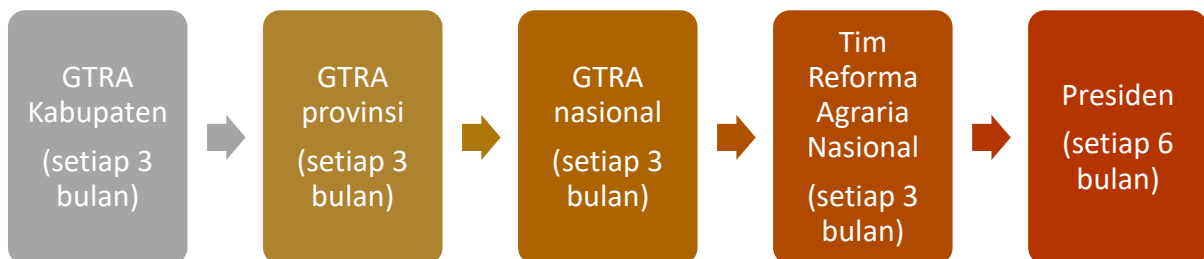 GTRA
Kabupaten
(setiap 3
bulan)
GTRA
provinsi
(setiap 3
bulan)
GTRA
nasional
(setiap 3
bulan)
Tim
Reforma
Agraria
Nasional
(setiap 3
bulan)
Presiden
(setiap 6
bulan)